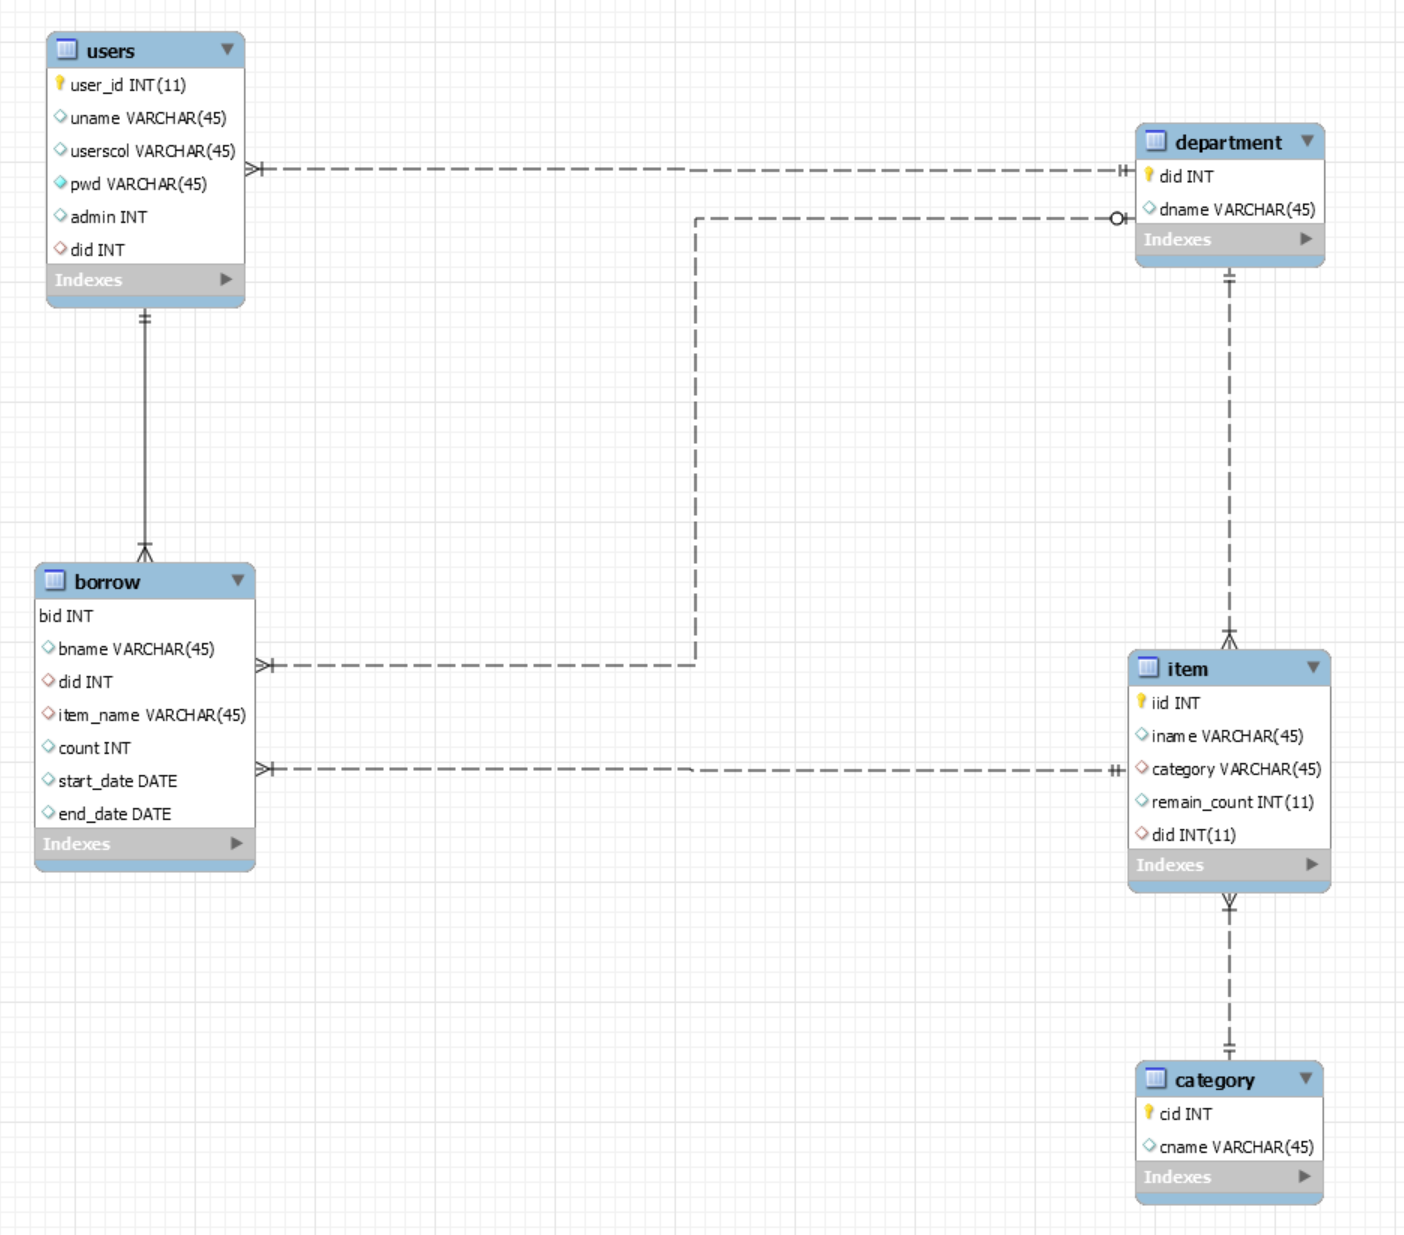 users
user_id INT(11)
uname VARCHAR(45)
userscol VARCHAR(45)
pwd VARCHAR(45)
admin INT
did INT
Indexes
department
did INT
dname VARCHAR(45)
Indexes
borrow
bid INT
bname VARCHAR(45)
did INT
item_name VARCHAR(45)
count INT
start_date DATE
end_date DATE
Indexes
item
iid INT
iname VARCHAR(45)
category VARCHAR(45)
remain_count INT(11)
did INT(11)
Indexes
category
cid INT
cname VARCHAR(45)
Indexes